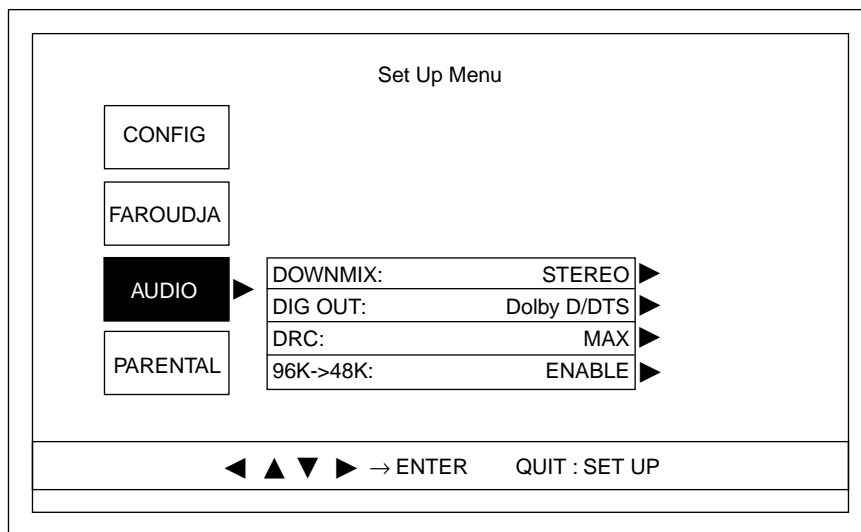 Set Up Menu
CONFIG
FAROUDJA
AUDIO
DOWNMIX: STEREO
DIG OUT: Dolby D/DTS
DRC: MAX
96K->48K: ENABLE
PARENTAL
→ ENTER QUIT : SET UP